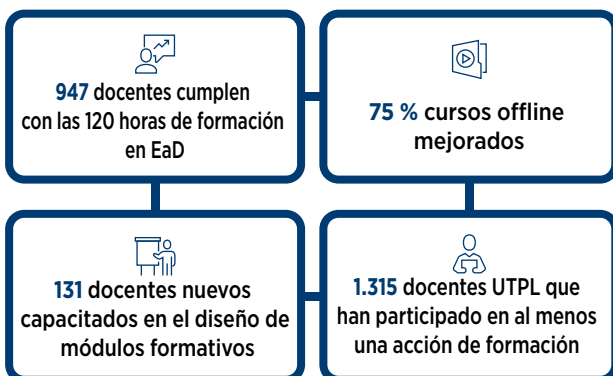 947 docentes cumplen
con las 120 horas de formación
en EaD
75 % cursos offline
mejorados
131 docentes nuevos
capacitados en el diseño de
módulos formativos
1.315 docentes UTPL que
han participado en al menos
una acción de formación